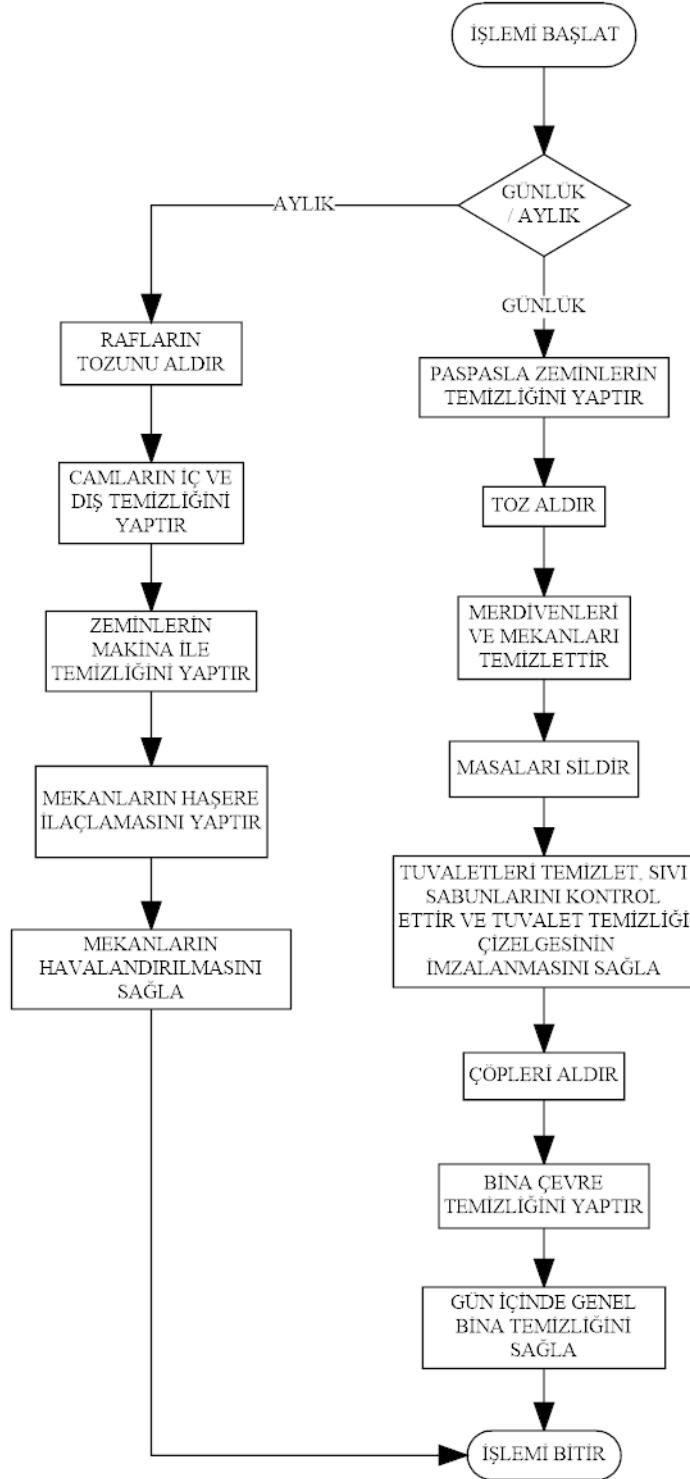 İŞLEMİ BAŞLAT
GÜNLÜK
/ AYLIK
AYLIK
RAFLARIN
TOZUNU ALDIR
CAMLARIN İÇ VE
DIŞ TEMİZLİĞİNİ
YAPTIR
ZEMİNLERİN
MAKİNA İLE
TEMİZLİĞİNİ YAPTIR
MEKANLARIN HAŞERE
İLAÇLAMASINI YAPTIR
MEKANLARIN
HAVALANDIRILMASINI
SAĞLA
GÜNLÜK
PASPASLA ZEMİNLERİN
TEMİZLİĞİNİ YAPTIR
TOZ ALDIR
MERDİVENLERİ
VE MEKANLARI
TEMİZLETTİR
MASALARI SİLDİR
TUVALETLERİ TEMİZLET, SIVI
SABUNLARINI KONTROL
ETTİR VE TUVALET TEMİZLİĞİ
ÇİZELGESİNİN
İMZALANMASINI SAĞLA
ÇÖPLERİ ALDIR
BİNA ÇEVRE
TEMİZLİĞİNİ YAPTIR
GÜN İÇİNDE GENEL
BİNA TEMİZLİĞİNİ
SAĞLA
İŞLEMİ BİTİR